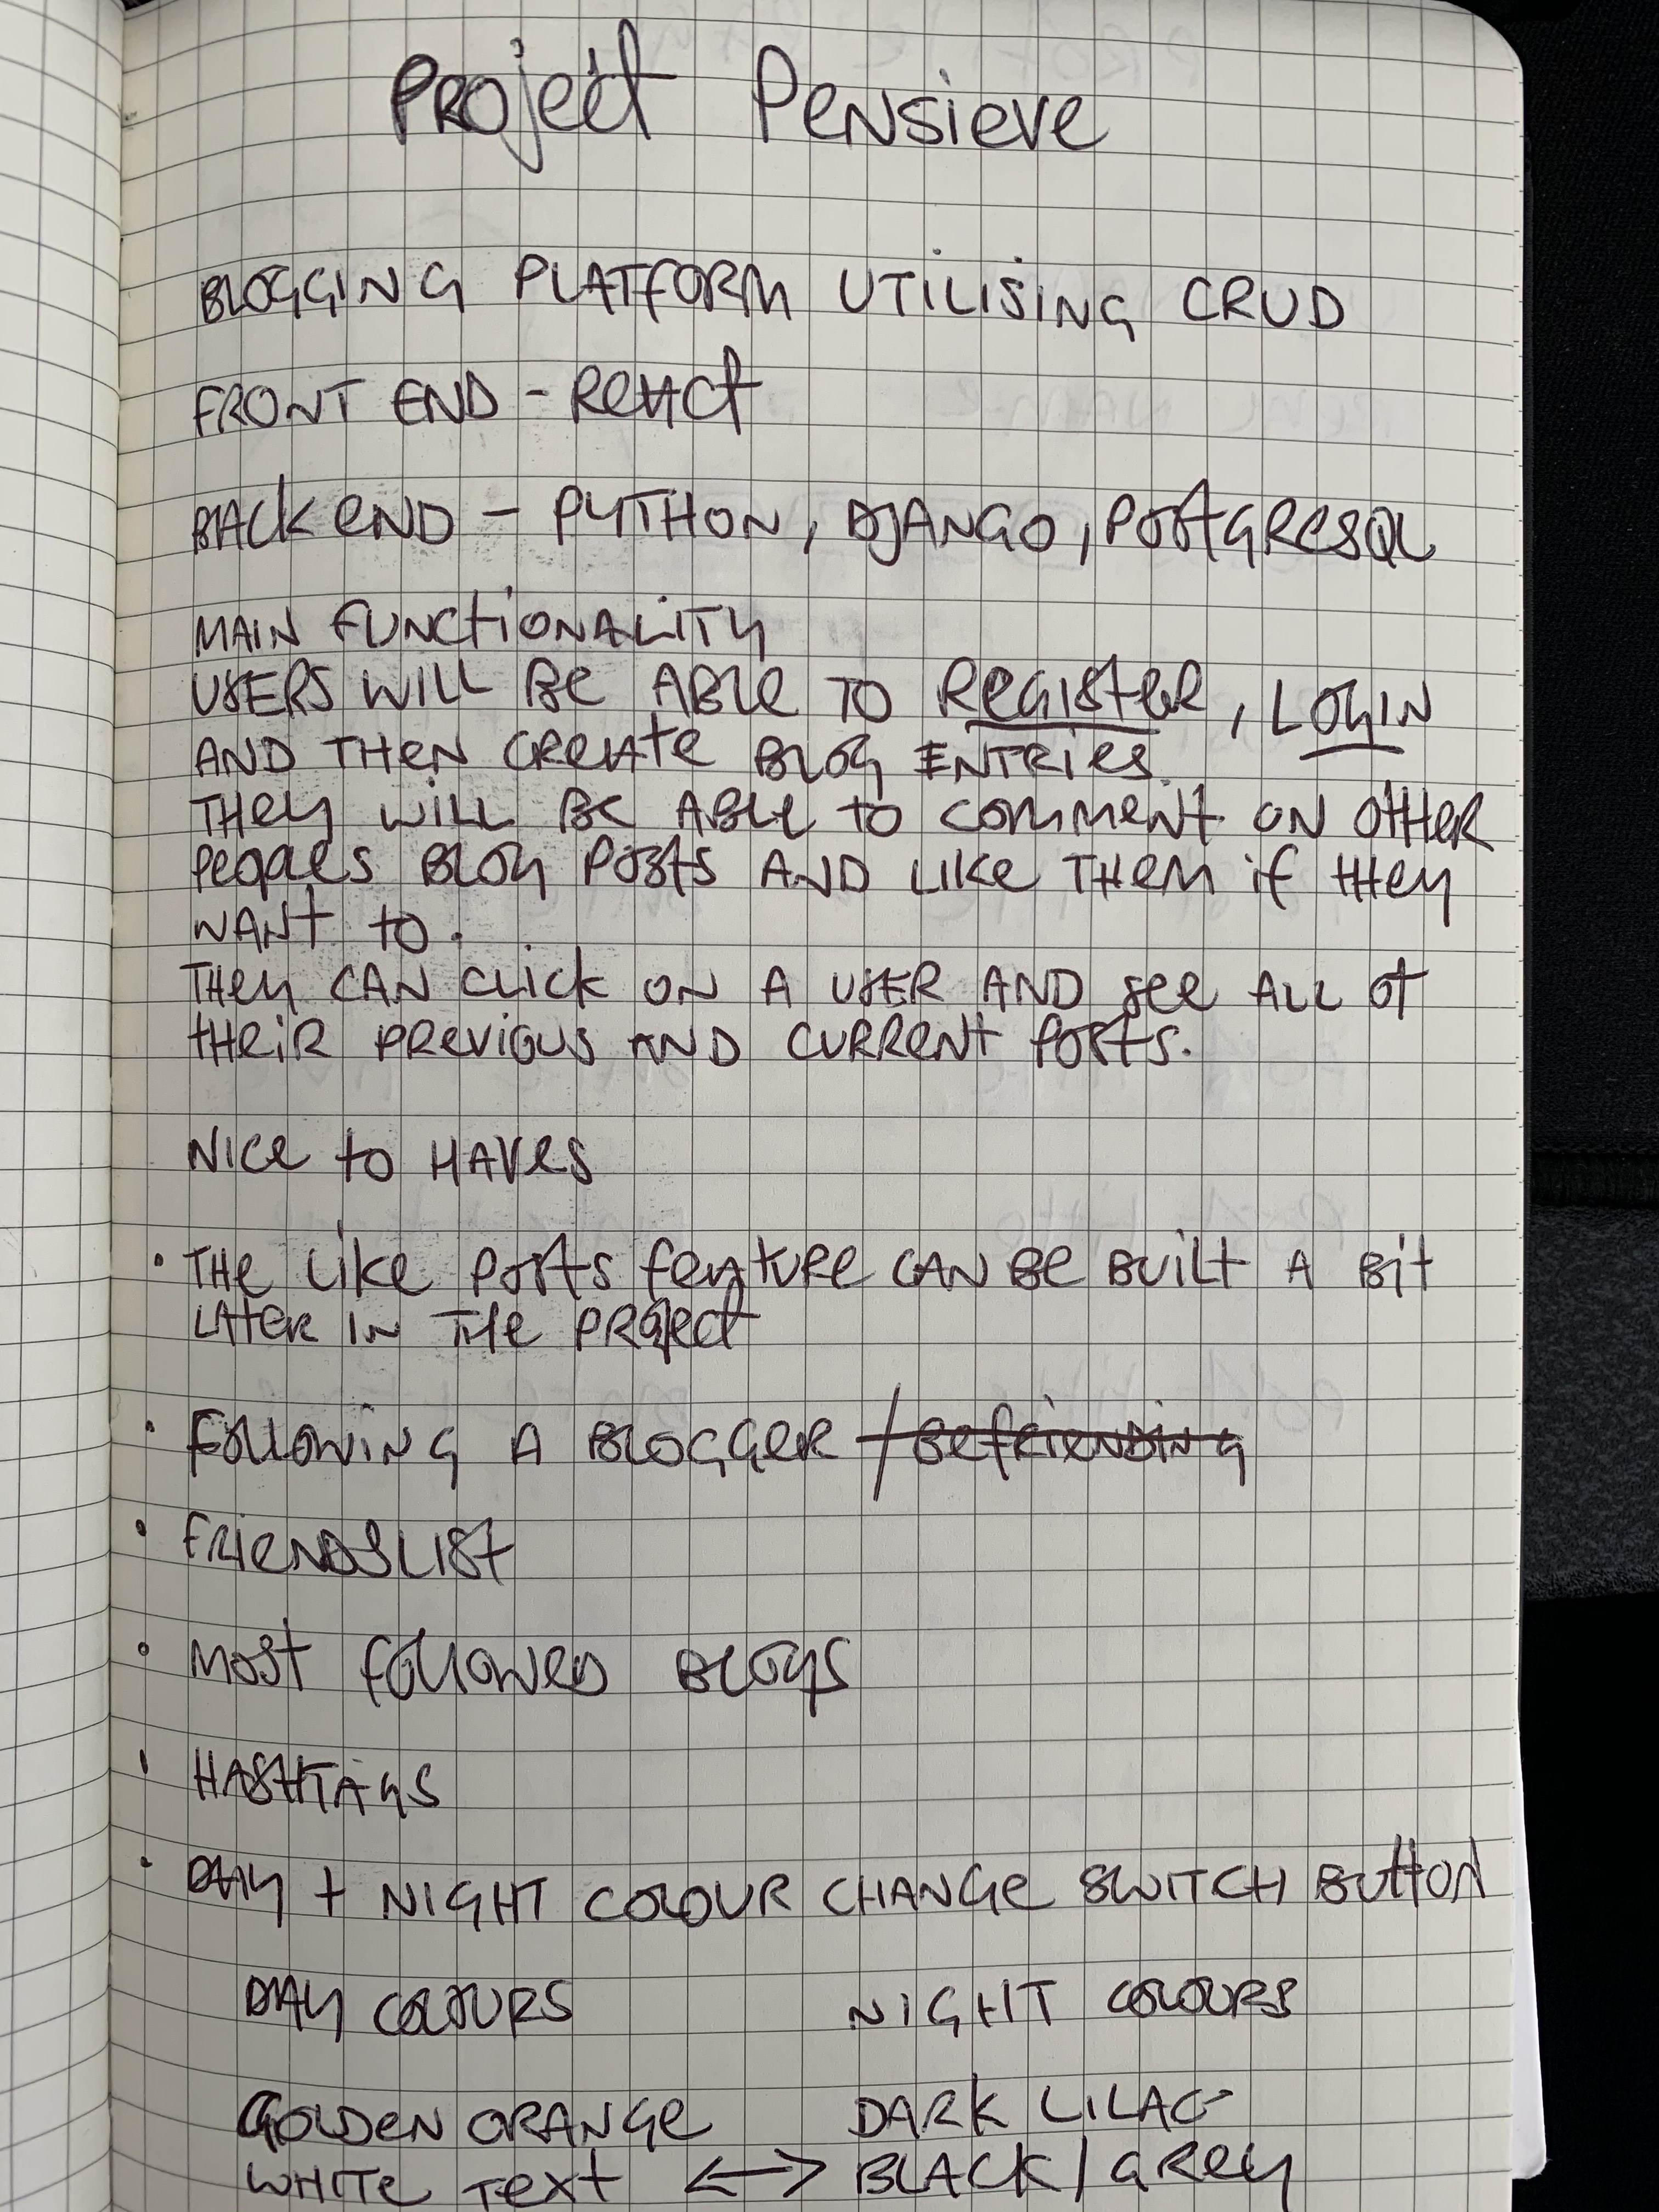 Project Pensieve
BLOGGING PLATFORM UTILISING CRUD
FRONT END - REACT
BACK END - PYTHON, DJANGO, POSTGRESQL
MAIN FUNCTIONALITY
USERS WILL BE ABLE TO REGISTER, LOGIN
AND THEN CREATE BLOG ENTRIES.
THEY WILL BE ABLE TO COMMENT ON OTHER
PEOPLES BLOG POSTS AND LIKE THEM IF THEY
WANT TO.
THEY CAN CLICK ON A USER AND SEE ALL OF
THEIR PREVIOUS AND CURRENT POSTS.
NICE TO HAVES
• THE LIKE POSTS FEATURE CAN BE BUILT A BIT
LATER IN THE PROJECT
• FOLLOWING A BLOGGER / BEFRIENDING
• FRIENDSLIST
• MOST FOLLOWED BLOGS
• HASHTAGS
• DAY + NIGHT COLOUR CHANGE SWITCH BUTTON
DAY COLOURS NIGHT COLOURS
GOLDEN ORANGE DARK LILAC
WHITE TEXT <-> BLACK/GREY